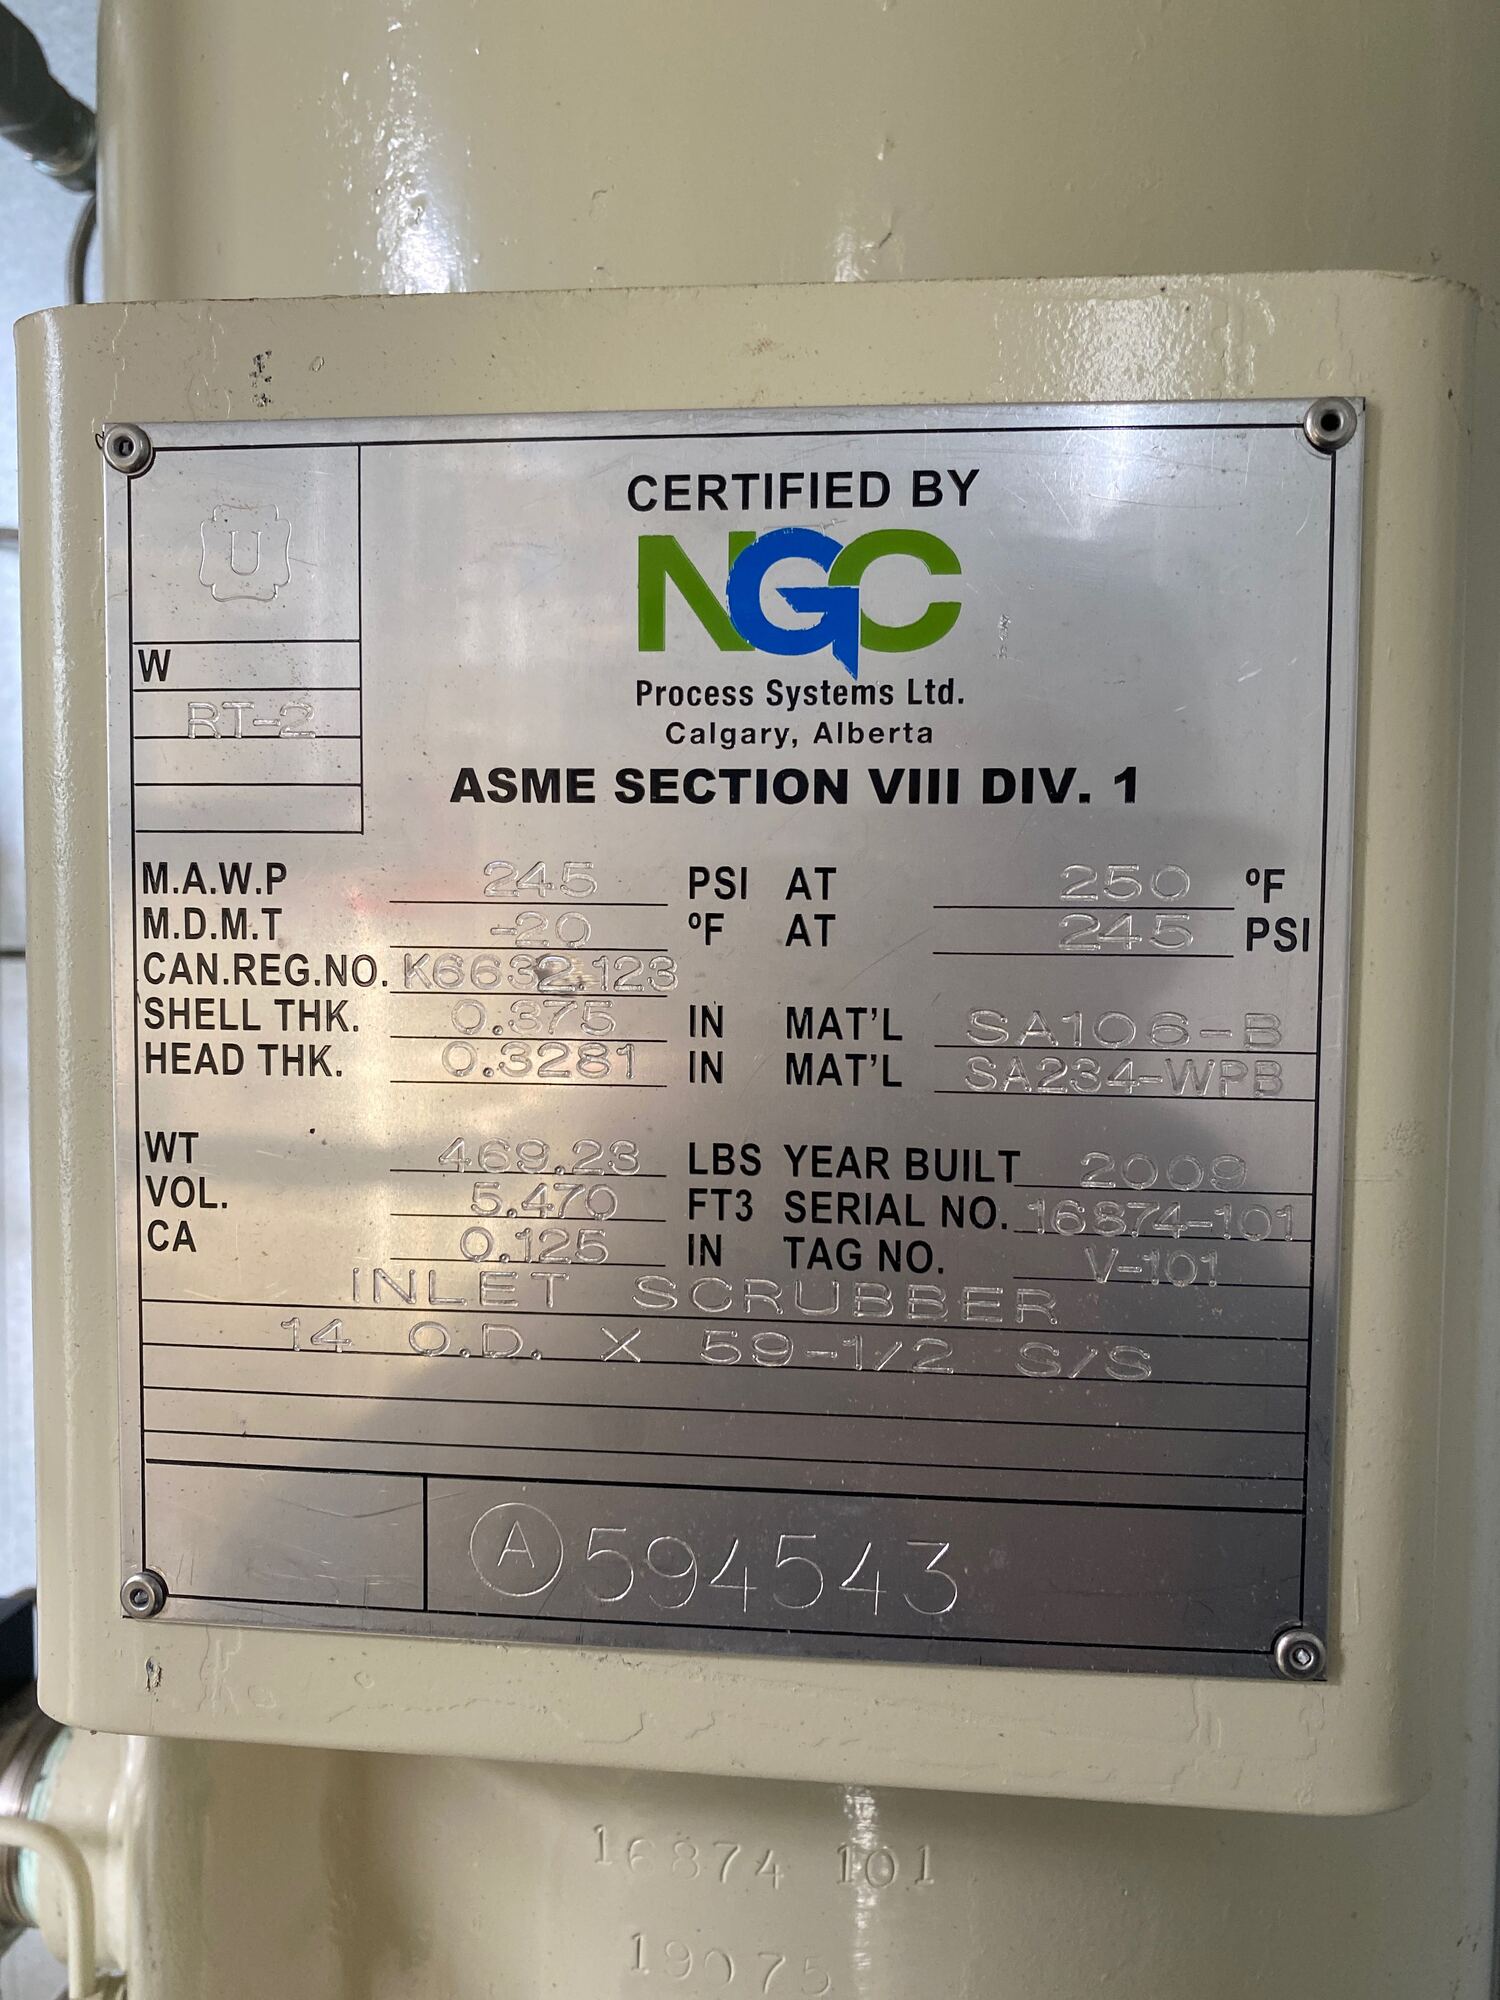 U
W
RT-2
CERTIFIED BY
NGC
Process Systems Ltd.
Calgary, Alberta
ASME SECTION VIII DIV. 1
M.A.W.P 245 PSI AT 250 ºF
M.D.M.T -20 ºF AT 245 PSI
CAN.REG.NO. K6632.123
SHELL THK. 0.375 IN MAT'L SA106-B
HEAD THK. 0.3281 IN MAT'L SA234-WPB
WT 469.23 LBS YEAR BUILT 2009
VOL. 5.470 FT3 SERIAL NO. 16874-101
CA 0.125 IN TAG NO. V-101
INLET SCRUBBER
14 O.D. X 59-1/2 S/S
A 594543
16874 101
19075